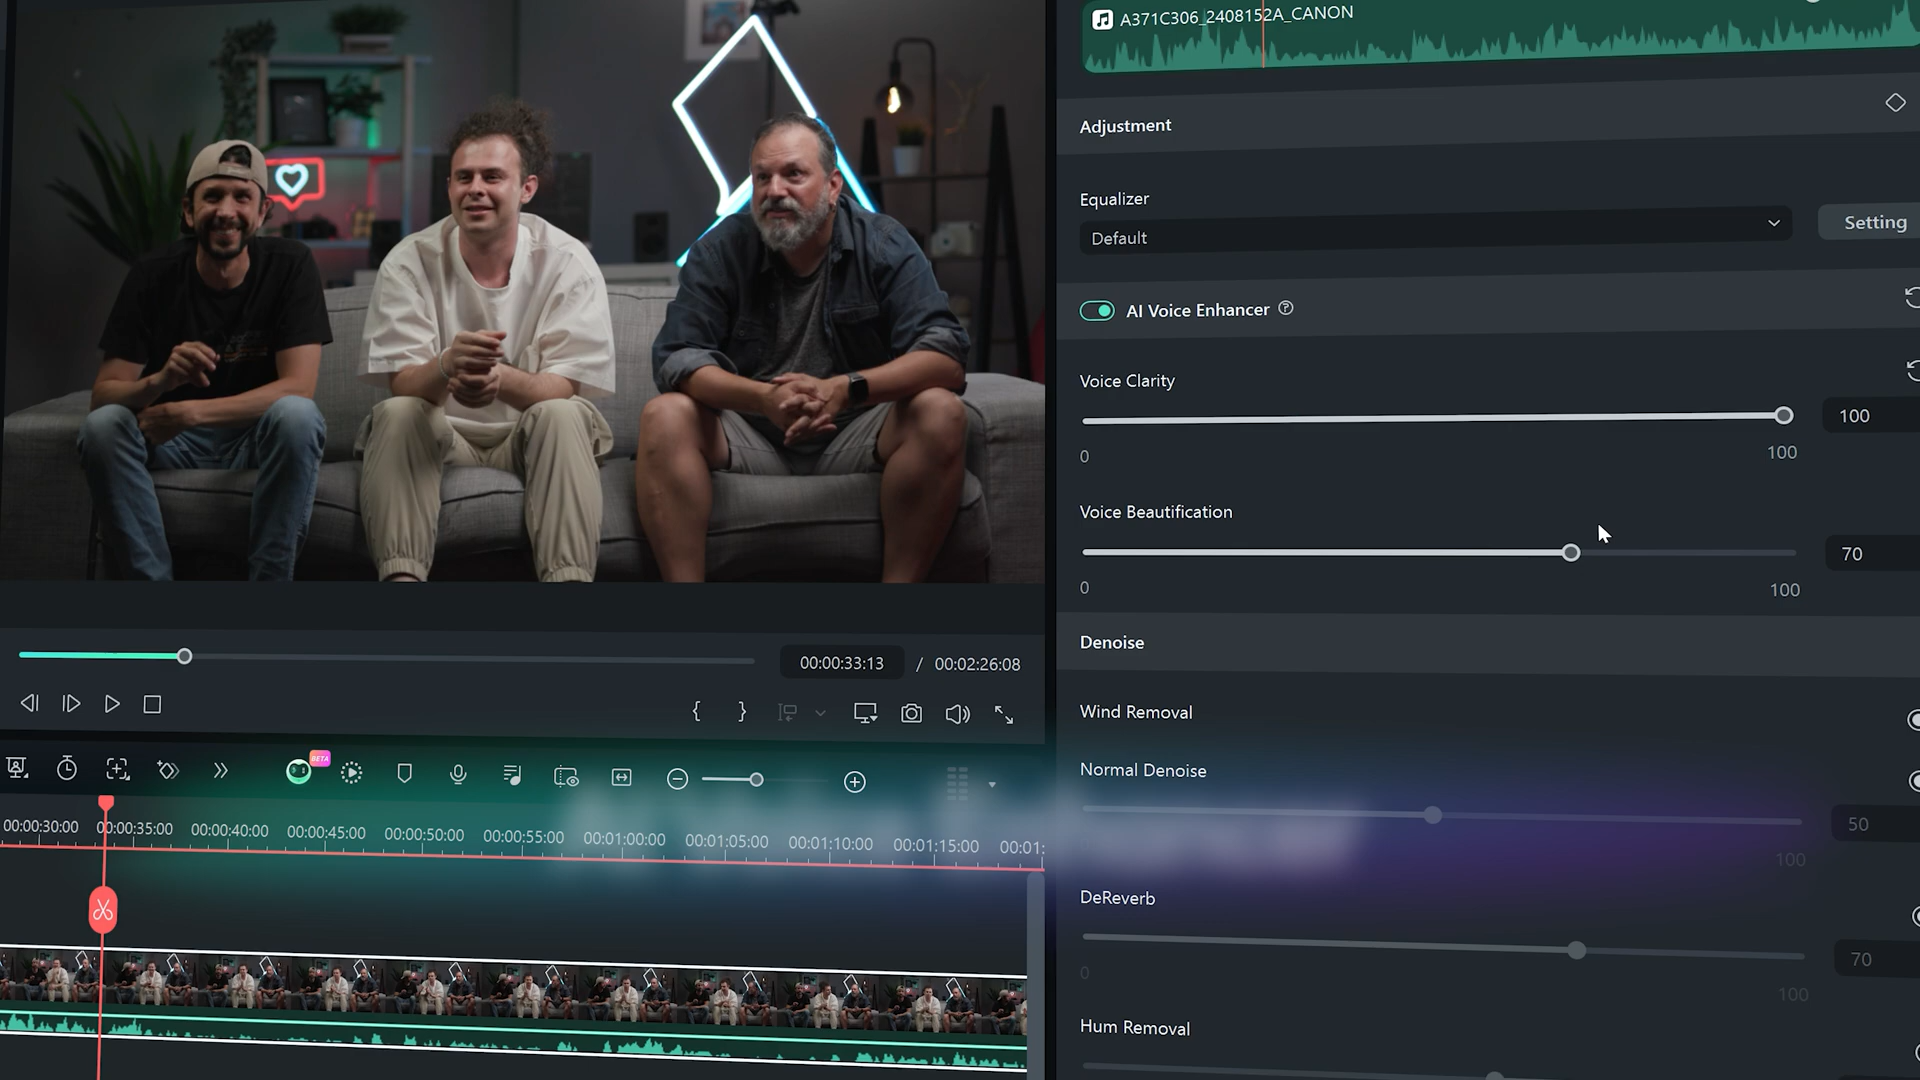 A371C306_2408152A_CANON
Adjustment
Equalizer
Default
Setting
AI Voice Enhancer
Voice Clarity
100
0
100
Voice Beautification
70
0
100
Denoise
Wind Removal
Normal Denoise
50
100
DeReverb
70
0
100
Hum Removal
00:00:33:13 / 00:02:26:08
BETA
00:00:30:00 00:00:35:00 00:00:40:00 00:00:45:00 00:00:50:00 00:00:55:00 00:01:00:00 00:01:05:00 00:01:10:00 00:01:15:00 00:01: